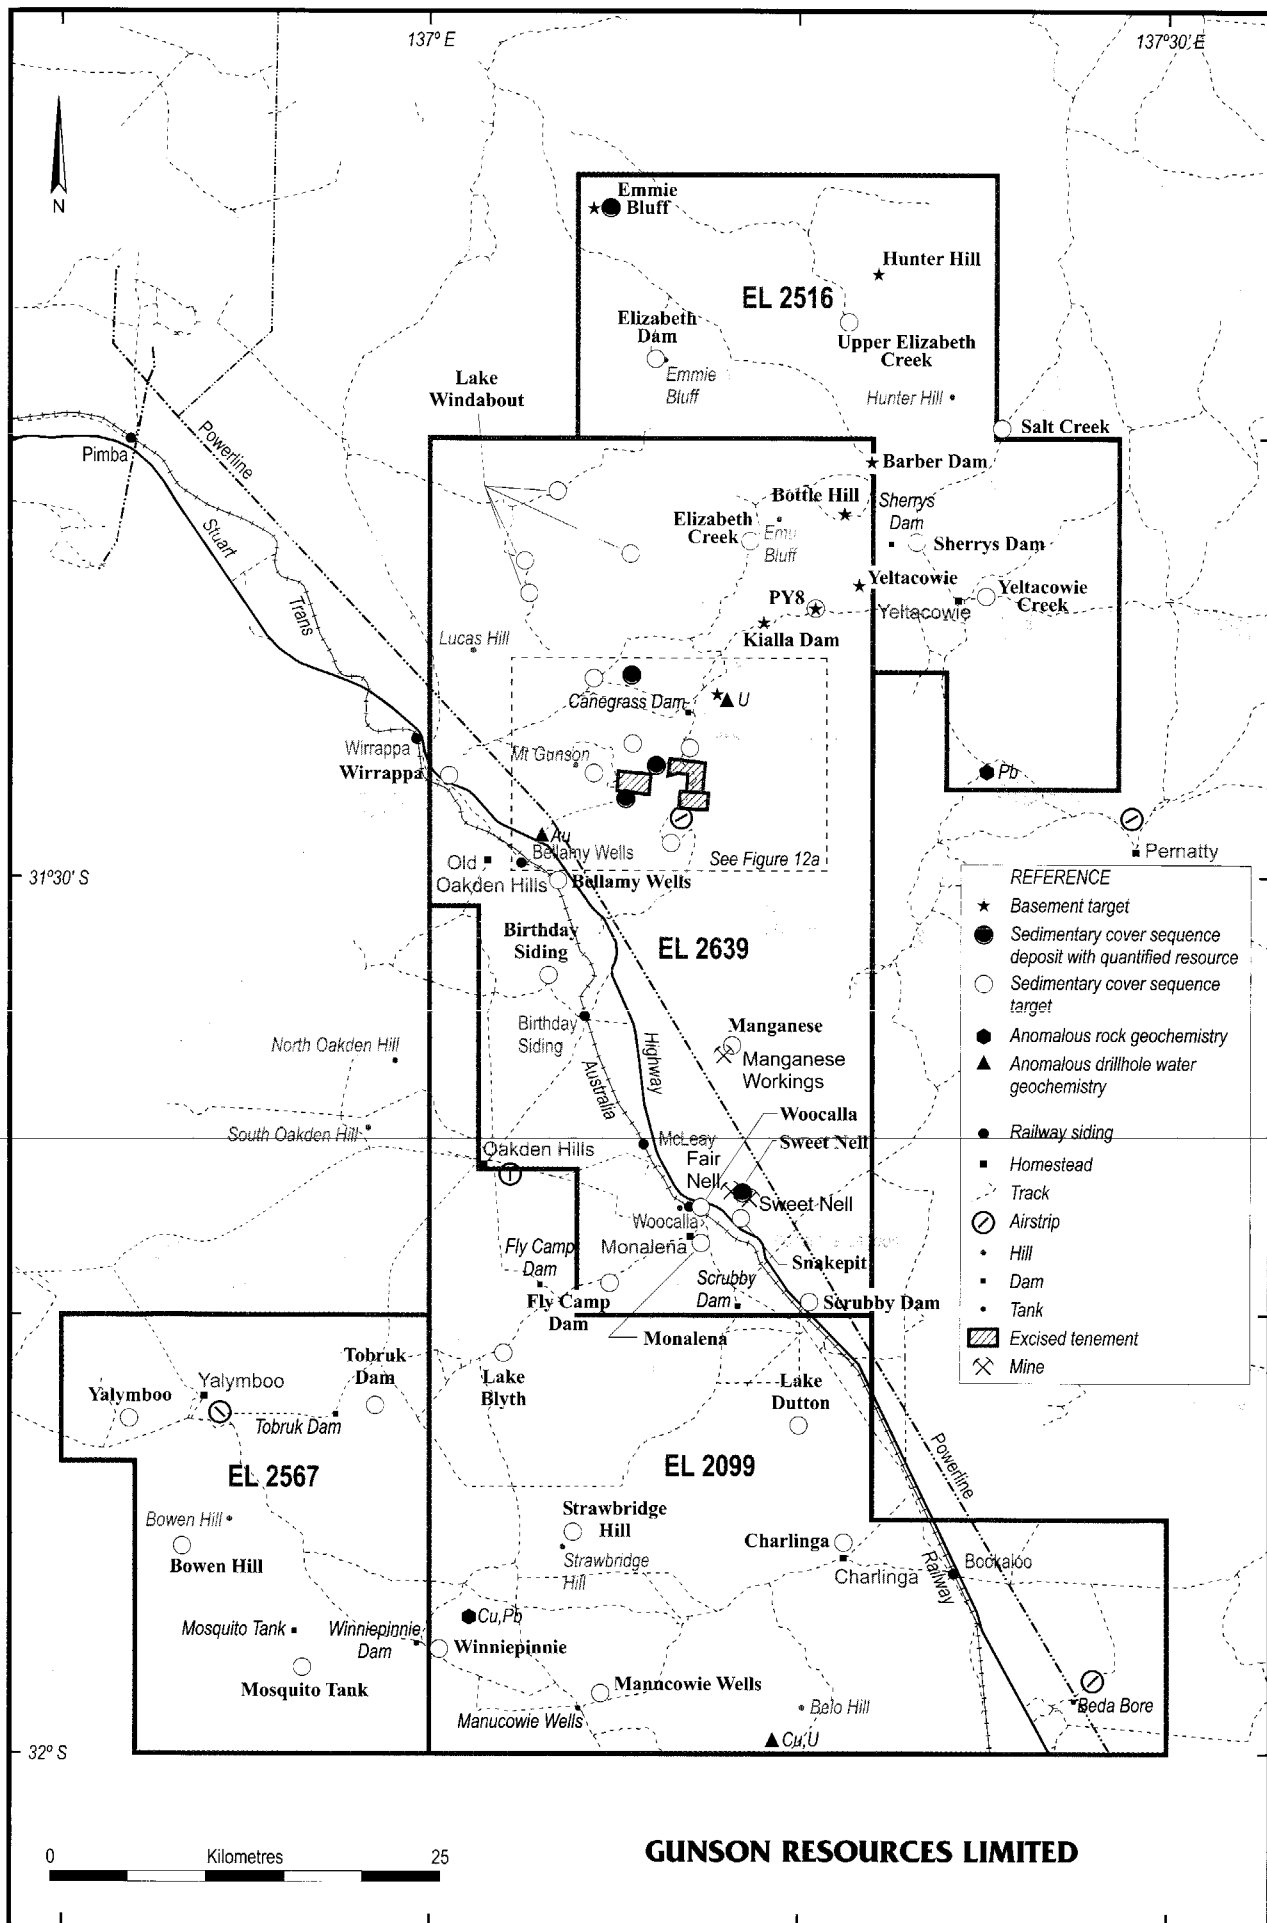 137° E
137°30' E
N
Emmie
Bluff
Hunter Hill
EL 2516
Elizabeth
Dam
Upper Elizabeth
Creek
Emmie
Bluff
Hunter Hill
Lake
Windabout
Salt Creek
Powerline
Pimba
Barber Dam
Bottle Hill
Sherrys
Dam
Elizabeth
Creek
Emu
Bluff
Sherrys Dam
Stuart
Yeltacowie
Yeltacowie
Creek
PY8
Yeltacowie
Trans
Kialla Dam
Lucas Hill
Canegrass Dam
U
Wirrappa
Wirrappa
Mt Gunson
Pb
Au
Bellamy Wells
Old
Oakden Hills
See Figure 12a
Pernatty
31°30' S
Bellamy Wells
REFERENCE
Basement target
Sedimentary cover sequence
deposit with quantified resource
Sedimentary cover sequence
target
Anomalous rock geochemistry
Anomalous drillhole water
geochemistry
Railway siding
Homestead
Track
Airstrip
Hill
Dam
Tank
Excised tenement
Mine
Birthday
Siding
EL 2639
Birthday
Siding
Manganese
Manganese
Workings
North Oakden Hill
Highway
Australia
South Oakden Hill
Woocalla
McLeay
Sweet Nell
Oakden Hills
Fair
Nell
Sweet Nell
Woocalla
Monalena
Fly Camp
Dam
Snakepit
Scrubby
Dam
Fly Camp
Dam
Scrubby Dam
Monalena
Tobruk
Dam
Lake
Blyth
Lake
Dutton
Yalymboo
Yalymboo
Tobruk Dam
EL 2567
EL 2099
Powerline
Strawbridge
Hill
Bowen Hill
Bowen Hill
Strawbridge
Hill
Charlinga
Charlinga
Bookaloo
Railway
Cu,Pb
Mosquito Tank
Winniepinnie
Dam
Winniepinnie
Mosquito Tank
Manucowie Wells
Manucowie Wells
Belo Hill
Beda Bore
Cu,U
32° S
0
Kilometres
25
GUNSON RESOURCES LIMITED